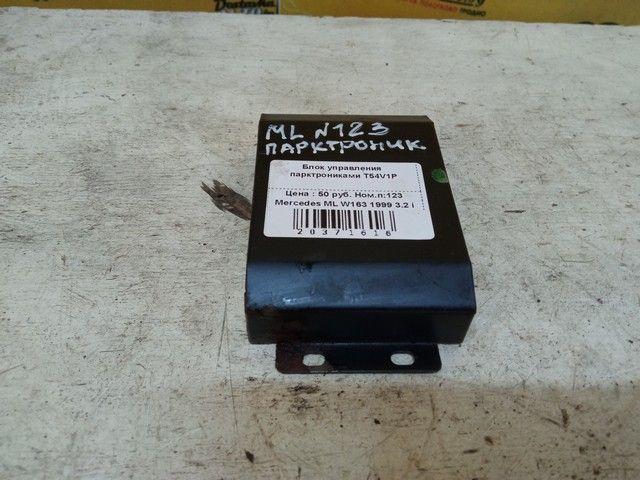 ML N123
ПАРКТРОНИК
Блок управления
парктрониками T54V1P
Цена : 50 руб. Ном.п:123
Mercedes ML W163 1999 3.2 i
20371616